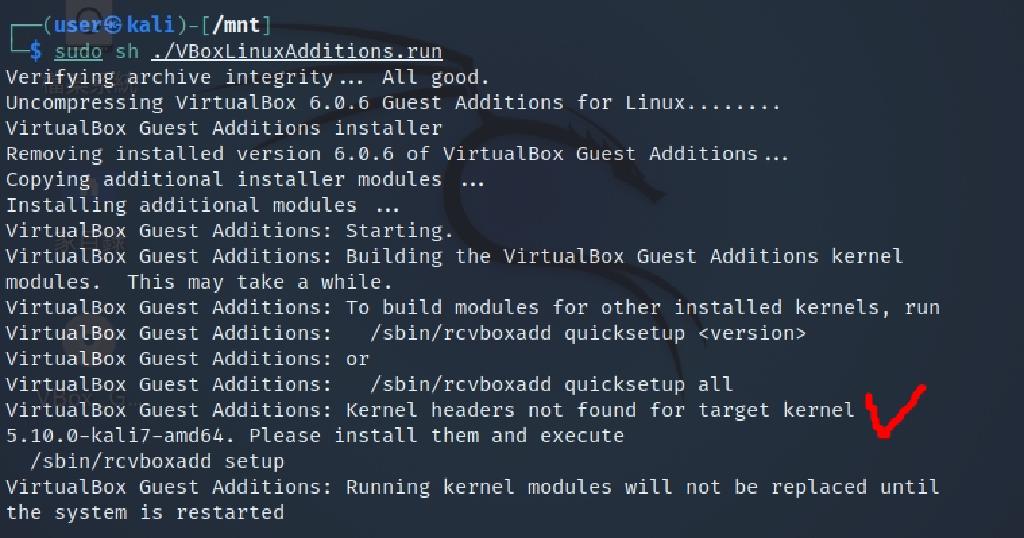 ┌──(user㉿kali)-[/mnt]
└─$ sudo sh ./VBoxLinuxAdditions.run
Verifying archive integrity... All good.
Uncompressing VirtualBox 6.0.6 Guest Additions for Linux........
VirtualBox Guest Additions installer
Removing installed version 6.0.6 of VirtualBox Guest Additions...
Copying additional installer modules ...
Installing additional modules ...
VirtualBox Guest Additions: Starting.
VirtualBox Guest Additions: Building the VirtualBox Guest Additions kernel
modules.  This may take a while.
VirtualBox Guest Additions: To build modules for other installed kernels, run
VirtualBox Guest Additions:   /sbin/rcvboxadd quicksetup <version>
VirtualBox Guest Additions: or
VirtualBox Guest Additions:   /sbin/rcvboxadd quicksetup all
VirtualBox Guest Additions: Kernel headers not found for target kernel
5.10.0-kali7-amd64. Please install them and execute
  /sbin/rcvboxadd setup
VirtualBox Guest Additions: Running kernel modules will not be replaced until
the system is restarted